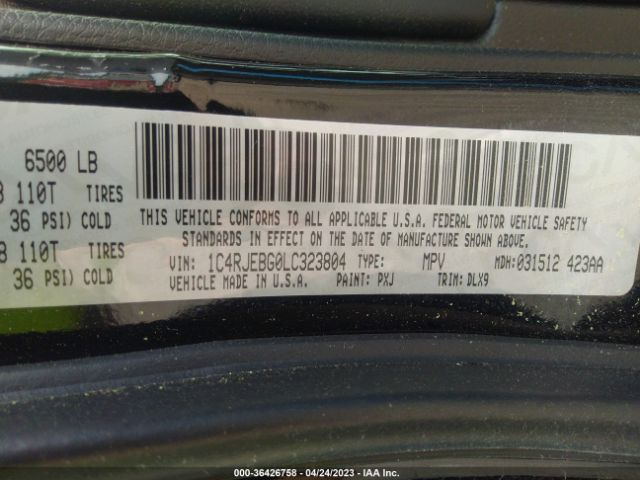 6500 LB
110T TIRES
36 PSI) COLD
110T TIRES
36 PSI) COLD
THIS VEHICLE CONFORMS TO ALL APPLICABLE U.S.A. FEDERAL MOTOR VEHICLE SAFETY
STANDARDS IN EFFECT ON THE DATE OF MANUFACTURE SHOWN ABOVE.
VIN: 1C4RJEBG0LC323804 TYPE: MPV MDH: 031512 423AA
VEHICLE MADE IN U.S.A. PAINT: PXJ TRIM: DLX9
000-36426758 - 04/24/2023 - IAA Inc.